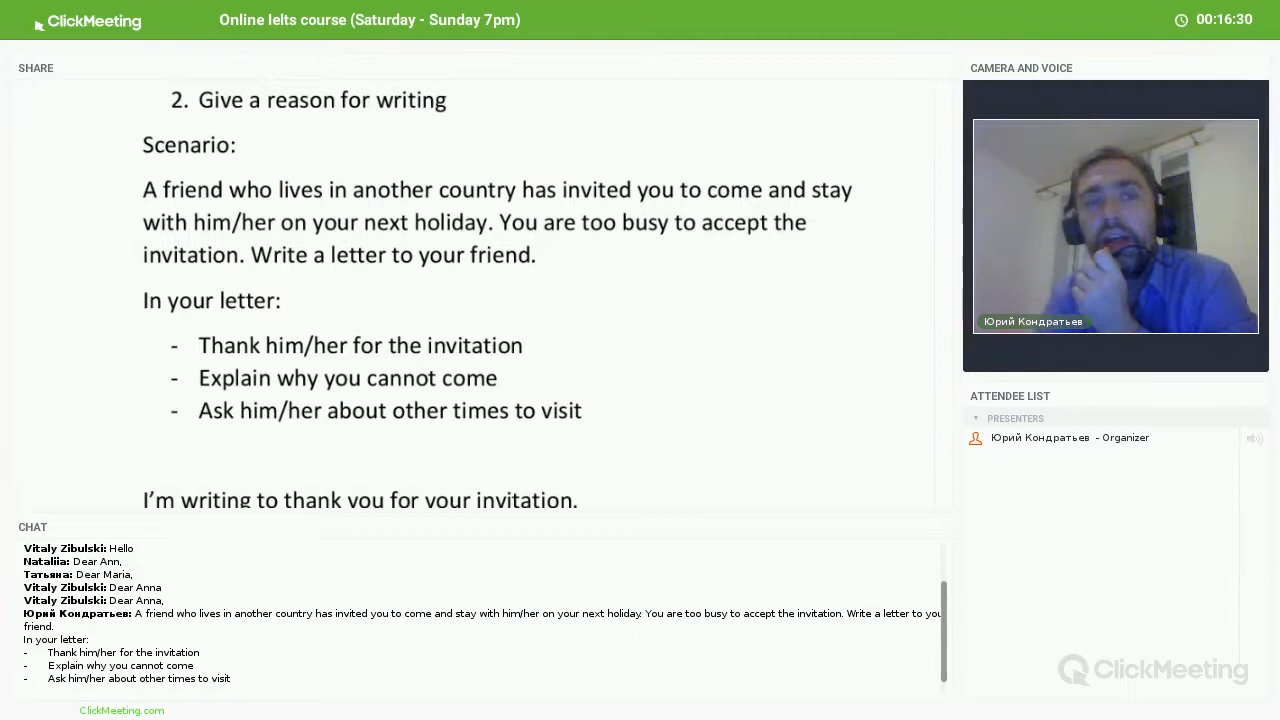 ClickMeeting
Online Ielts course (Saturday - Sunday 7pm)
00:16:30
SHARE
2. Give a reason for writing
Scenario:
A friend who lives in another country has invited you to come and stay
with him/her on your next holiday. You are too busy to accept the
invitation. Write a letter to your friend.
In your letter:
- Thank him/her for the invitation
- Explain why you cannot come
- Ask him/her about other times to visit
I'm writing to thank you for your invitation.
CHAT
Vitaly Zibulski: Hello
Nataliia: Dear Ann,
Татьяна: Dear Maria,
Vitaly Zibulski: Dear Anna
Vitaly Zibulski: Dear Anna,
Юрий Кондратьев: A friend who lives in another country has invited you to come and stay with him/her on your next holiday. You are too busy to accept the invitation. Write a letter to you
friend.
In your letter:
- Thank him/her for the invitation
- Explain why you cannot come
- Ask him/her about other times to visit
ClickMeeting.com
CAMERA AND VOICE
Юрий Кондратьев
ATTENDEE LIST
PRESENTERS
Юрий Кондратьев - Organizer
ClickMeeting